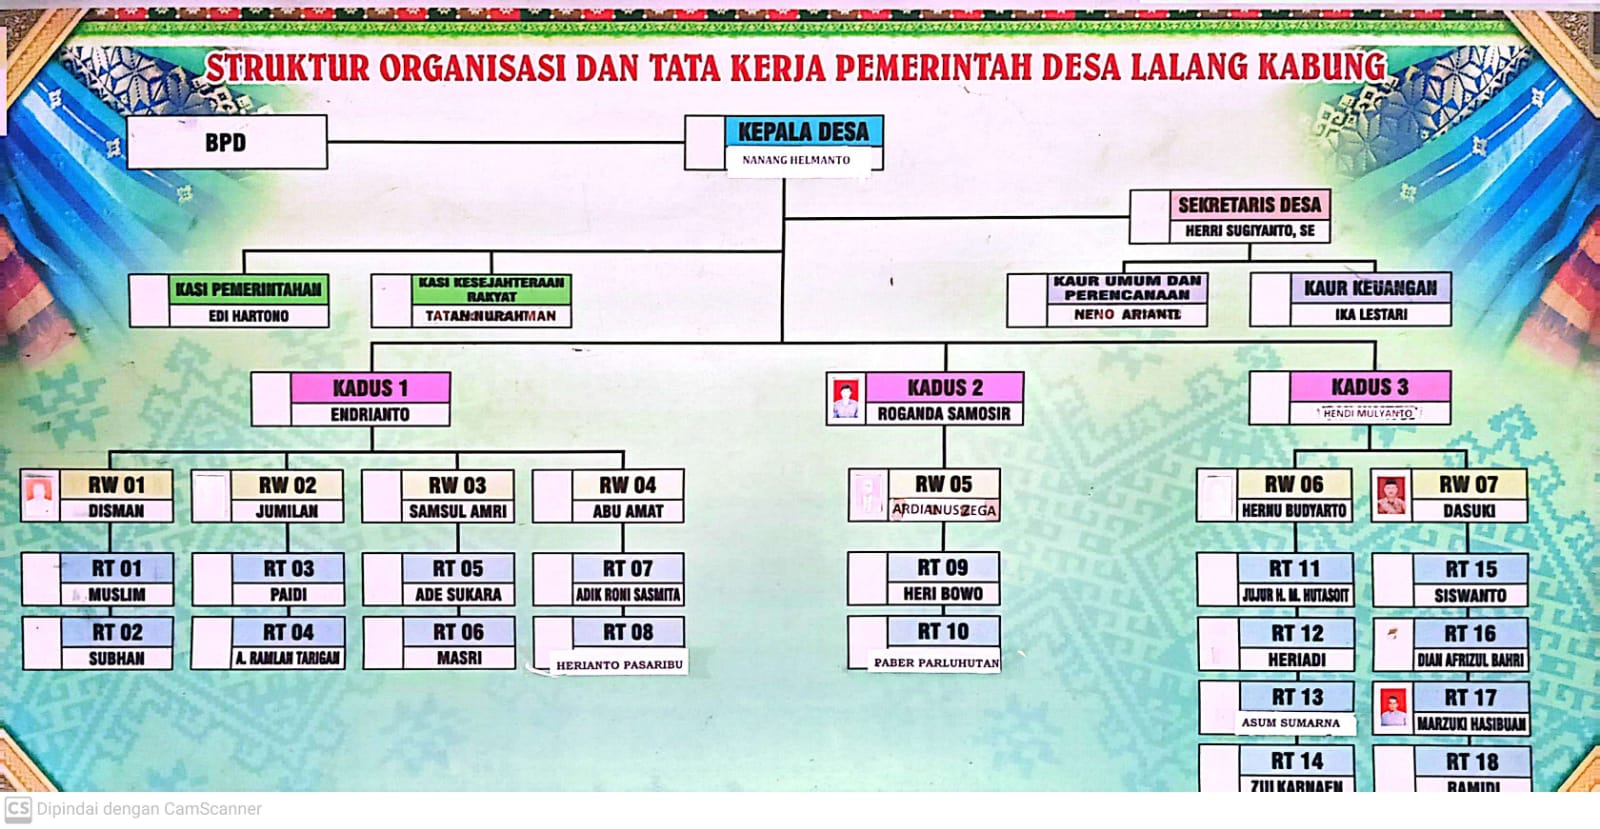 STRUKTUR ORGANISASI DAN TATA KERJA PEMERINTAH DESA LALANG KABUNG
BPD
KEPALA DESA
NANANG HELMANTO
SEKRETARIS DESA
HERRI SUGIYANTO, SE
KASI PEMERINTAHAN
EDI HARTONO
KASI KESEJAHTERAAN
RAKYAT
TATAN NURAHMAN
KAUR UMUM DAN
PERENCANAAN
NENO ARIANTI
KAUR KEUANGAN
IKA LESTARI
KADUS 1
ENDRIANTO
KADUS 2
ROGANDA SAMOSIR
KADUS 3
HENDI MULYANTO
RW 01
DISMAN
RW 02
JUMILAN
RW 03
SAMSUL AMRI
RW 04
ABU AMAT
RW 05
ARDIANUS ZEGA
RW 06
HERNU BUDYARTO
RW 07
DASUKI
RT 01
MUSLIM
RT 03
PAIDI
RT 05
ADE SUKARA
RT 07
ADIK RONI SASMITA
RT 09
HERI BOWO
RT 11
JUJUR H. M. HUTASOIT
RT 15
SISWANTO
RT 02
SUBHAN
RT 04
A. RAMLAN TARIGAN
RT 06
MASRI
RT 08
HERIANTO PASARIBU
RT 10
PABER PARLUHUTAN
RT 12
HERIADI
RT 16
DIAN AFRIZUL BAHRI
RT 13
ASUM SUMARNA
RT 17
MARZUKI HASIBUAN
RT 14
ZULKARNAEN
RT 18
RAMIDI
CS Dipindai dengan CamScanner